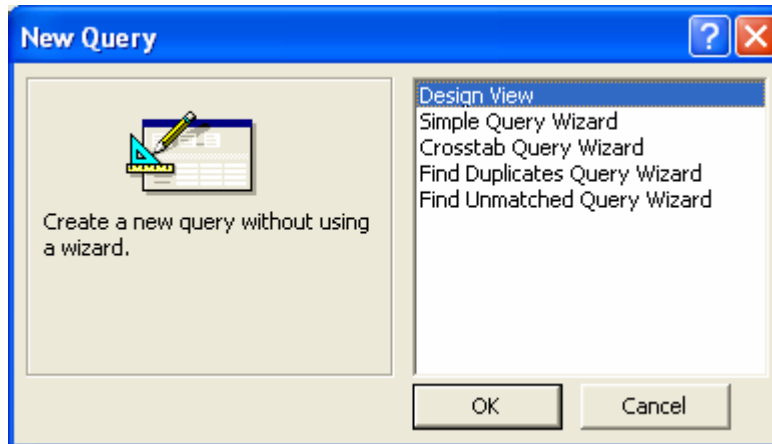 New Query
Create a new query without using
a wizard.
Design View
Simple Query Wizard
Crosstab Query Wizard
Find Duplicates Query Wizard
Find Unmatched Query Wizard
OK
Cancel